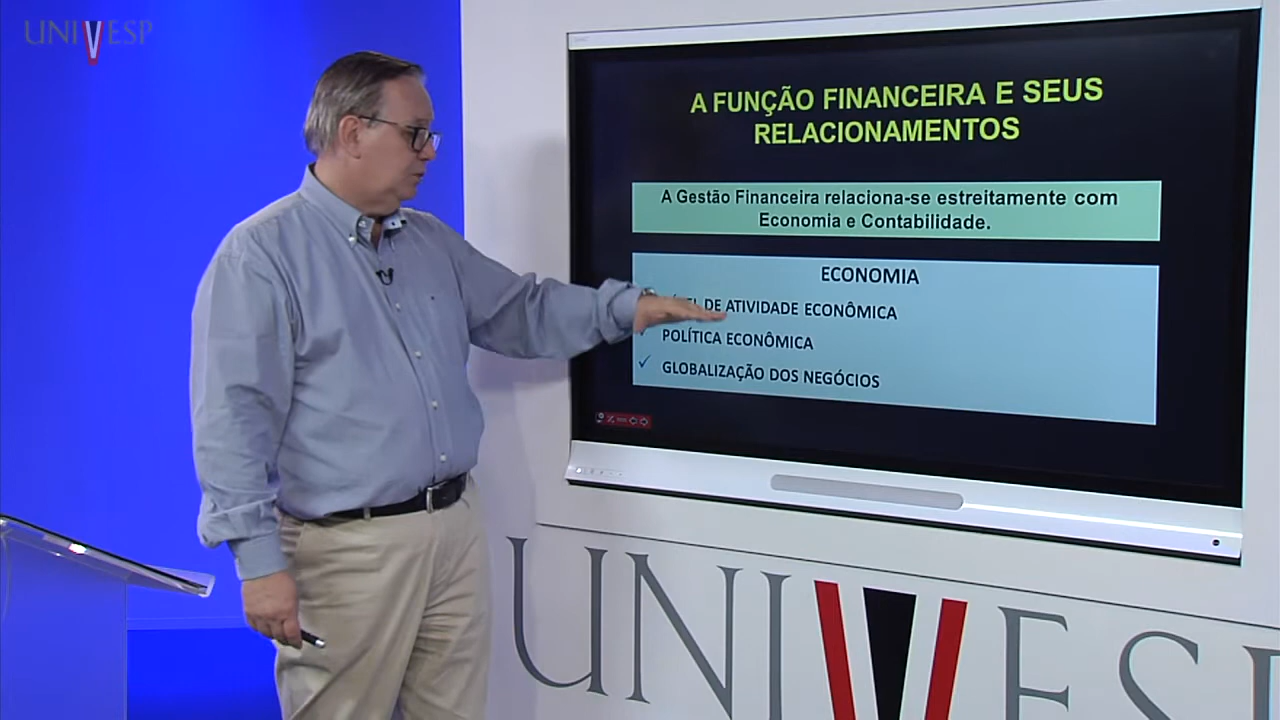 UNIVESP
A FUNÇÃO FINANCEIRA E SEUS
RELACIONAMENTOS
A Gestão Financeira relaciona-se estreitamente com
Economia e Contabilidade.
ECONOMIA
DE ATIVIDADE ECONÔMICA
POLÍTICA ECONÔMICA
GLOBALIZAÇÃO DOS NEGÓCIOS
UNIVESP